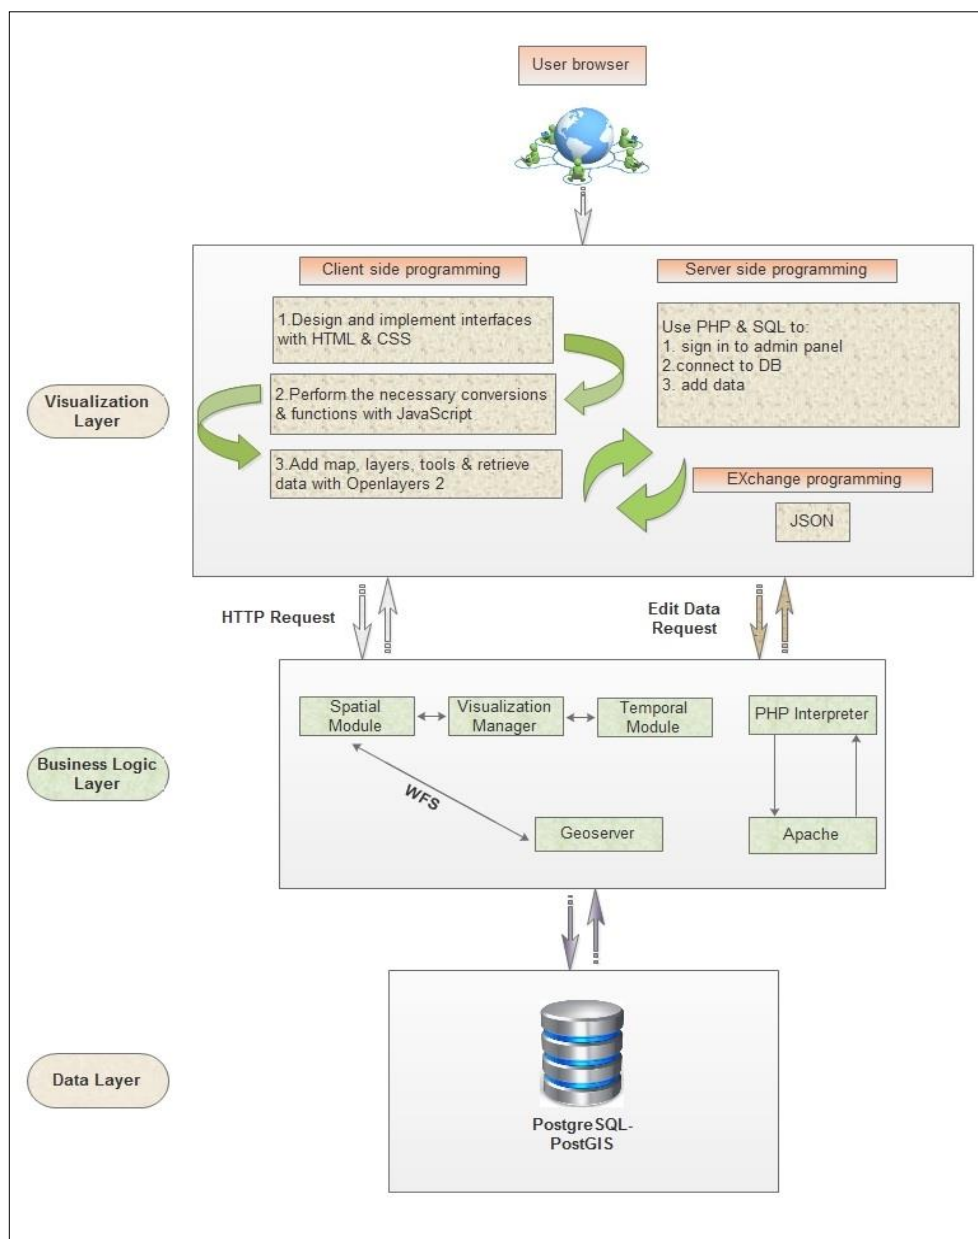 User browser
Client side programming
Server side programming
1.Design and implement interfaces
with HTML & CSS
Use PHP & SQL to:
1. sign in to admin panel
2.connect to DB
3. add data
2.Perform the necessary conversions
& functions with JavaScript
Visualization
Layer
3.Add map, layers, tools & retrieve
data with Openlayers 2
EXchange programming
JSON
HTTP Request
Edit Data
Request
Spatial
Module
Visualization
Manager
Temporal
Module
PHP Interpreter
Business Logic
Layer
WFS
Geoserver
Apache
Data Layer
PostgreSQL-
PostGIS